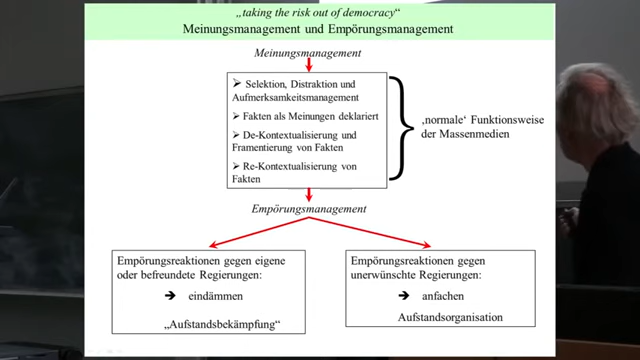 „taking the risk out of democracy“
Meinungsmanagement und Empörungsmanagement
Meinungsmanagement
➢ Selektion, Distraktion und
Aufmerksamkeitsmanagement
➢ Fakten als Meinungen deklariert
➢ De-Kontextualisierung und
Framentierung von Fakten
➢ Re-Kontextualisierung von
Fakten
‚normale‘ Funktionsweise
der Massenmedien
Empörungsmanagement
Empörungsreaktionen gegen eigene
oder befreundete Regierungen:
➔ eindämmen
„Aufstandsbekämpfung“
Empörungsreaktionen gegen
unerwünschte Regierungen:
➔ anfachen
Aufstandsorganisation